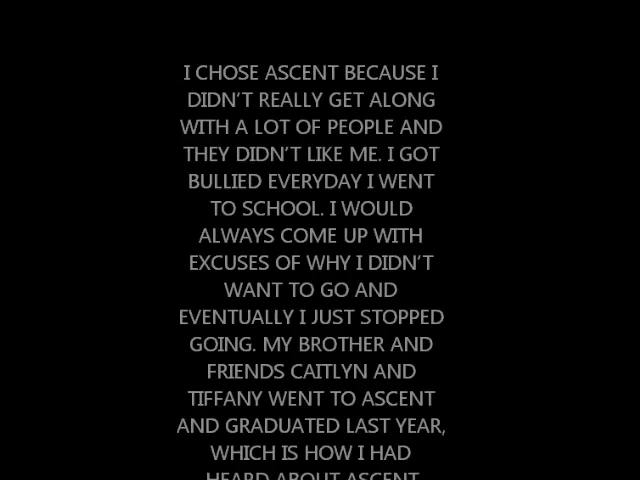 I CHOSE ASCENT BECAUSE I
DIDN'T REALLY GET ALONG
WITH A LOT OF PEOPLE AND
THEY DIDN'T LIKE ME. I GOT
BULLIED EVERYDAY I WENT
TO SCHOOL. I WOULD
ALWAYS COME UP WITH
EXCUSES OF WHY I DIDN'T
WANT TO GO AND
EVENTUALLY I JUST STOPPED
GOING. MY BROTHER AND
FRIENDS CAITLYN AND
TIFFANY WENT TO ASCENT
AND GRADUATED LAST YEAR,
WHICH IS HOW I HAD
HEARD ABOUT ASCENT